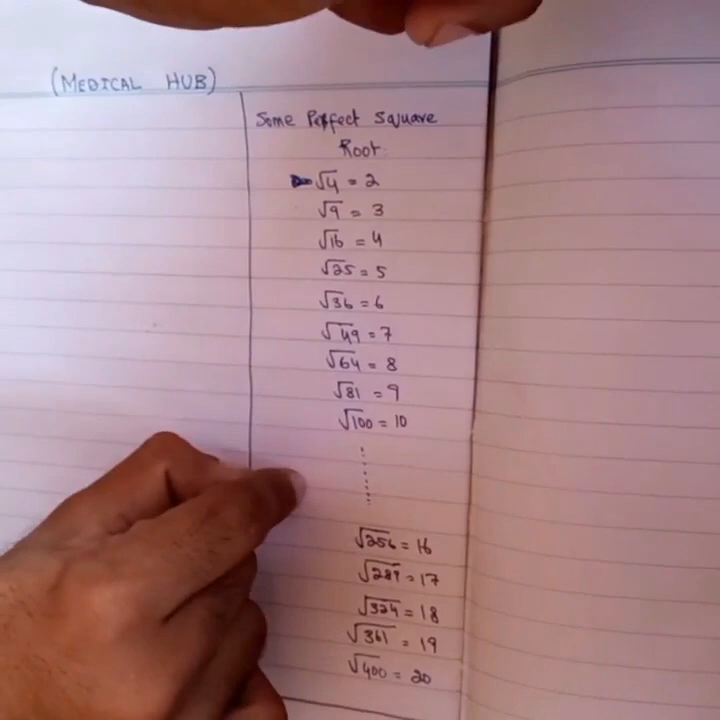 (MEDICAL HUB)
Some Perfect Square
Root
√4 = 2
√9 = 3
√16 = 4
√25 = 5
√36 = 6
√49 = 7
√64 = 8
√81 = 9
√100 = 10
.......
√256 = 16
√289 = 17
√324 = 18
√361 = 19
√400 = 20